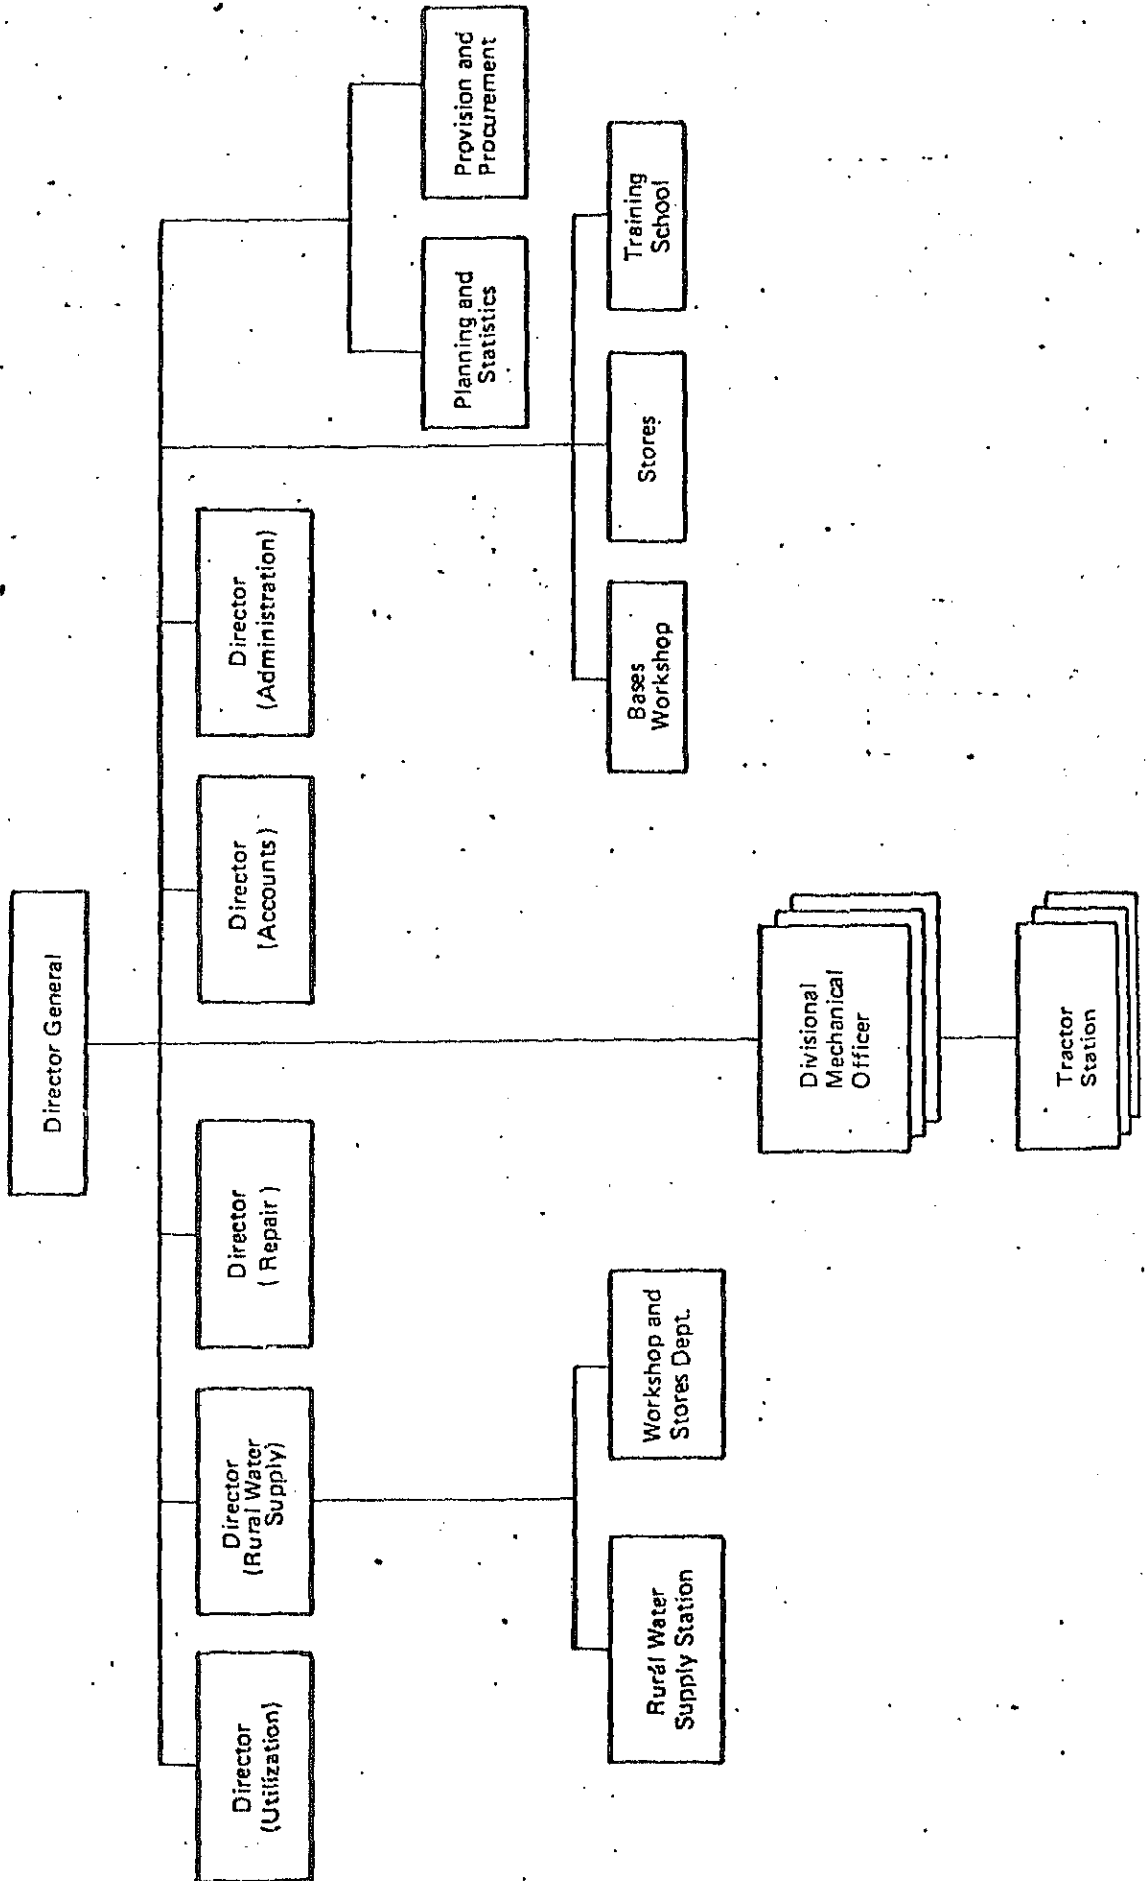 Director General
Director
(Utilization)
Director
(Rural Water
Supply)
Director
( Repair )
Director
(Accounts)
Director
(Administration)
Planning and
Statistics
Provision and
Procurement
Rural Water
Supply Station
Workshop and
Stores Dept.
Bases
Workshop
Stores
Training
School
Divisional
Mechanical
Officer
Tractor
Station